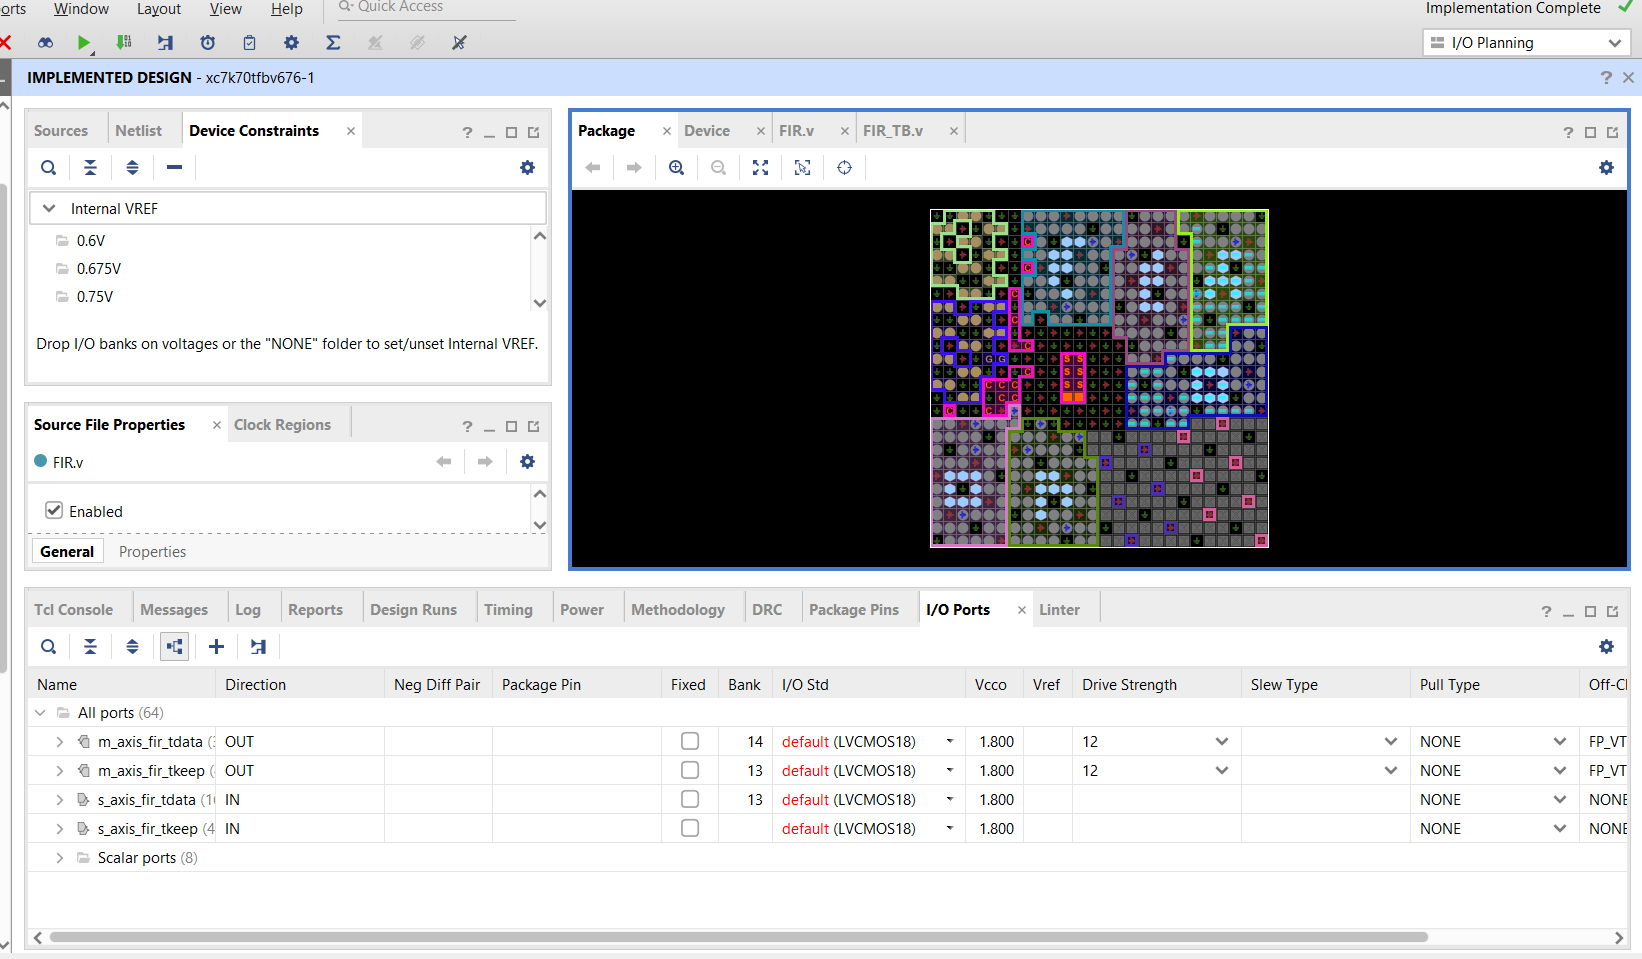 orts Window Layout View Help Quick Access Implementation Complete
I/O Planning
IMPLEMENTED DESIGN - xc7k70tfbv676-1
Sources Netlist Device Constraints
Internal VREF
0.6V
0.675V
0.75V
Drop I/O banks on voltages or the "NONE" folder to set/unset Internal VREF.
Source File Properties Clock Regions
FIR.v
Enabled
General Properties
Package Device FIR.v FIR_TB.v
Tcl Console Messages Log Reports Design Runs Timing Power Methodology DRC Package Pins I/O Ports Linter
Name Direction Neg Diff Pair Package Pin Fixed Bank I/O Std Vcco Vref Drive Strength Slew Type Pull Type Off-Cl
All ports (64)
m_axis_fir_tdata OUT 14 default (LVCMOS18) 1.800 12 NONE FP_VT
m_axis_fir_tkeep OUT 13 default (LVCMOS18) 1.800 12 NONE FP_VT
s_axis_fir_tdata (1 IN 13 default (LVCMOS18) 1.800 NONE NONE
s_axis_fir_tkeep (4 IN default (LVCMOS18) 1.800 NONE NONE
Scalar ports (8)